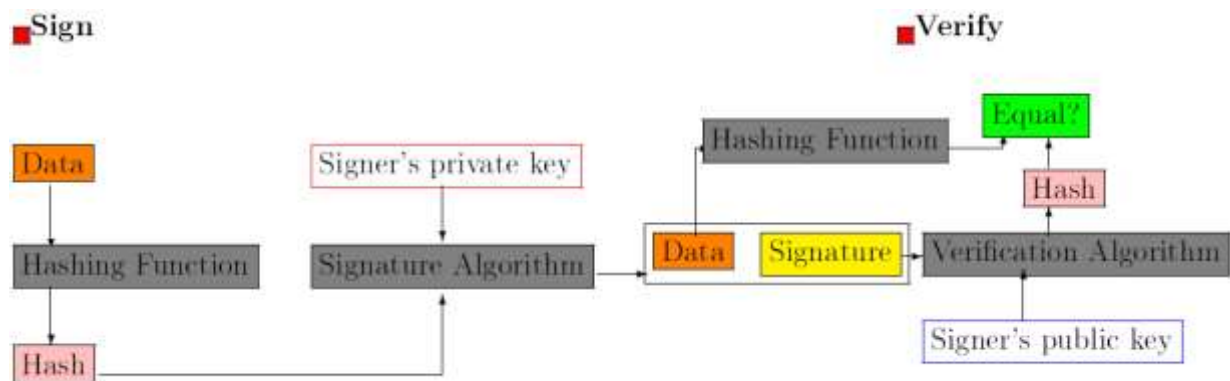 Sign
Verify
Equal?
Hashing Function
Data
Signer's private key
Hash
Hashing Function
Signature Algorithm
Data
Signature
Verification Algorithm
Signer's public key
Hash